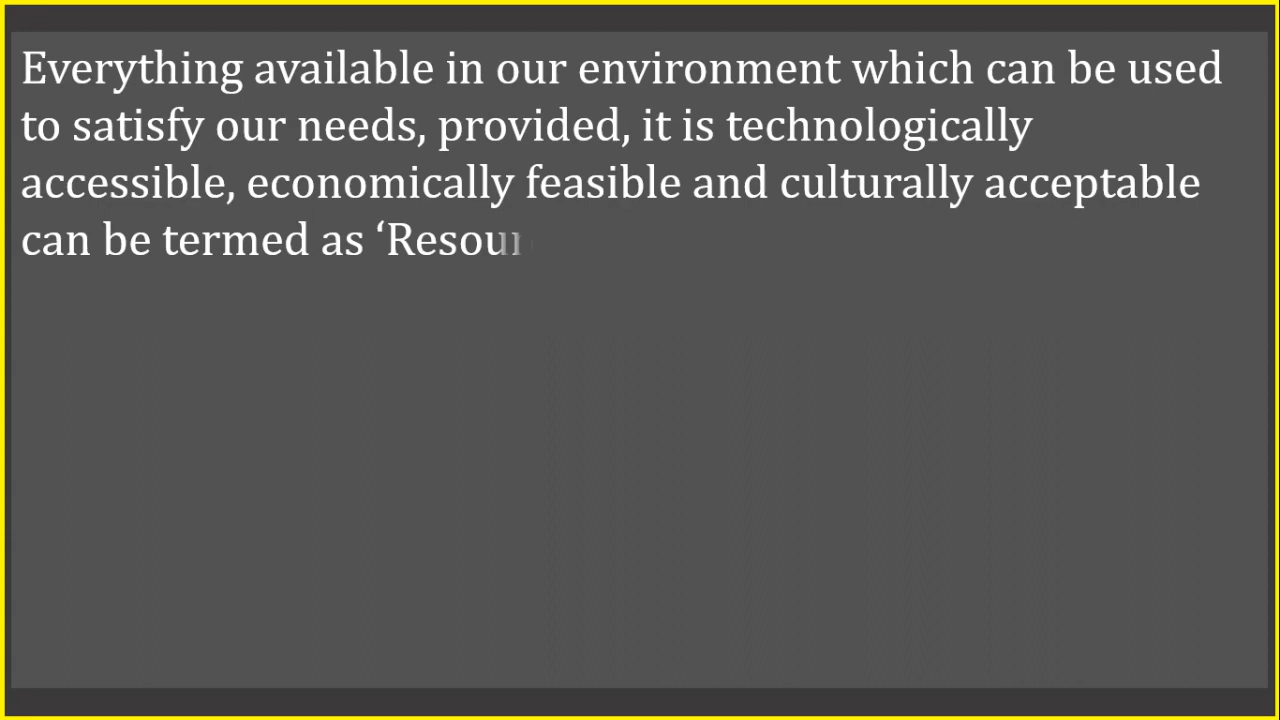 Everything available in our environment which can be used
to satisfy our needs, provided, it is technologically
accessible, economically feasible and culturally acceptable
can be termed as ‘Resour